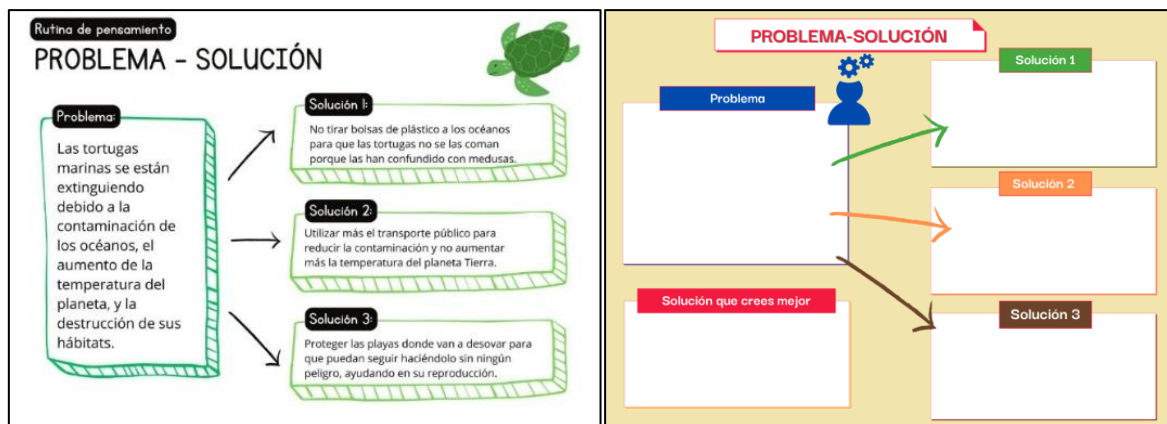 Rutina de pensamiento
PROBLEMA - SOLUCIÓN
Problema:
Las tortugas
marinas se están
extinguiendo
debido a la
contaminación de
los océanos, el
aumento de la
temperatura del
planeta, y la
destrucción de sus
hábitats.
Solución 1:
No tirar bolsas de plástico a los océanos
para que las tortugas no se las coman
porque las han confundido con medusas.
Solución 2:
Utilizar más el transporte público para
reducir la contaminación y no aumentar
más la temperatura del planeta Tierra.
Solución 3:
Proteger las playas donde van a desovar para
que puedan seguir haciéndolo sin ningún
peligro, ayudando en su reproducción.
PROBLEMA-SOLUCIÓN
Problema
Solución 1
Solución 2
Solución que crees mejor
Solución 3